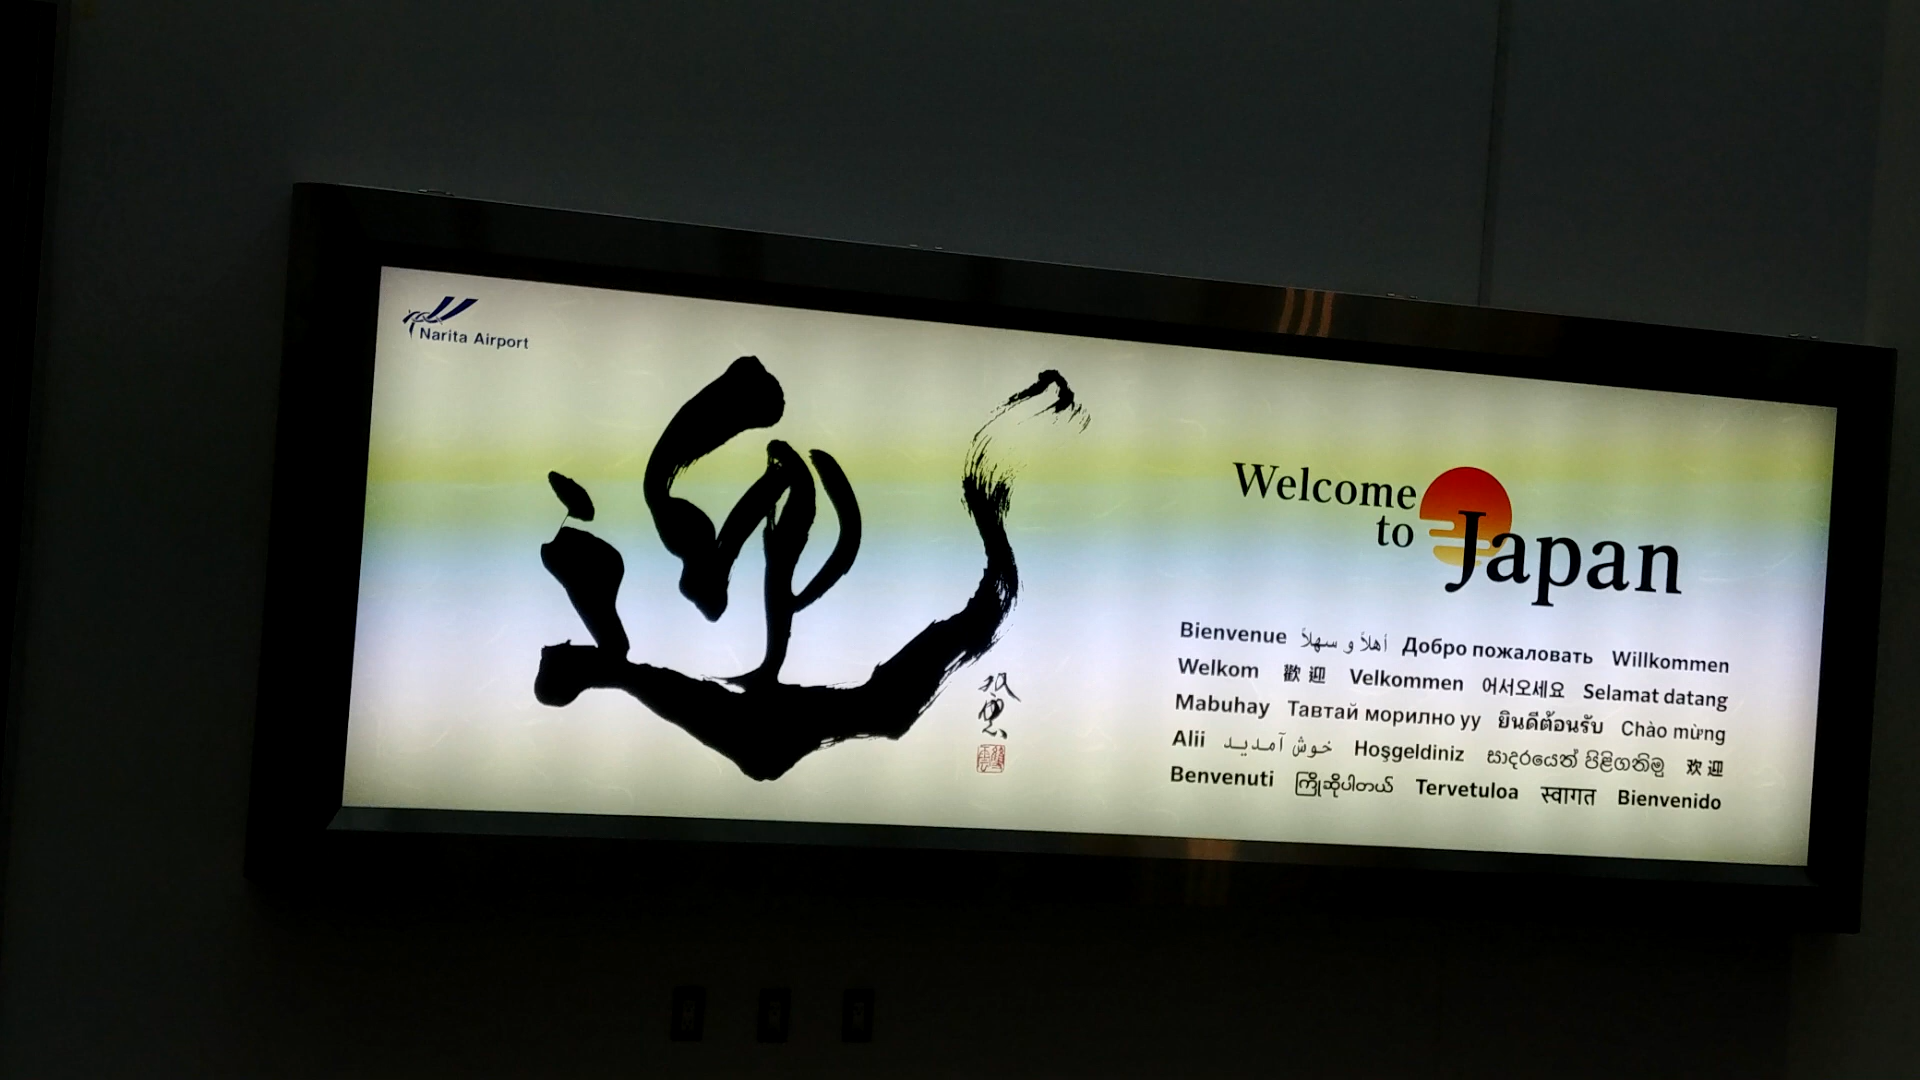 Narita Airport
迎
Welcome
to Japan
Bienvenue أهلاً و سهلاً Добро пожаловать Willkommen
Welkom 歡迎 Velkommen 어서오세요 Selamat datang
Mabuhay Тавтай морилно уу ยินดีต้อนรับ Chào mừng
Alii خوش آمدید Hoşgeldiniz සාදරයෙන් පිළිගනිමු 欢迎
Benvenuti ကြိုဆိုပါတယ် Tervetuloa स्वागत Bienvenido